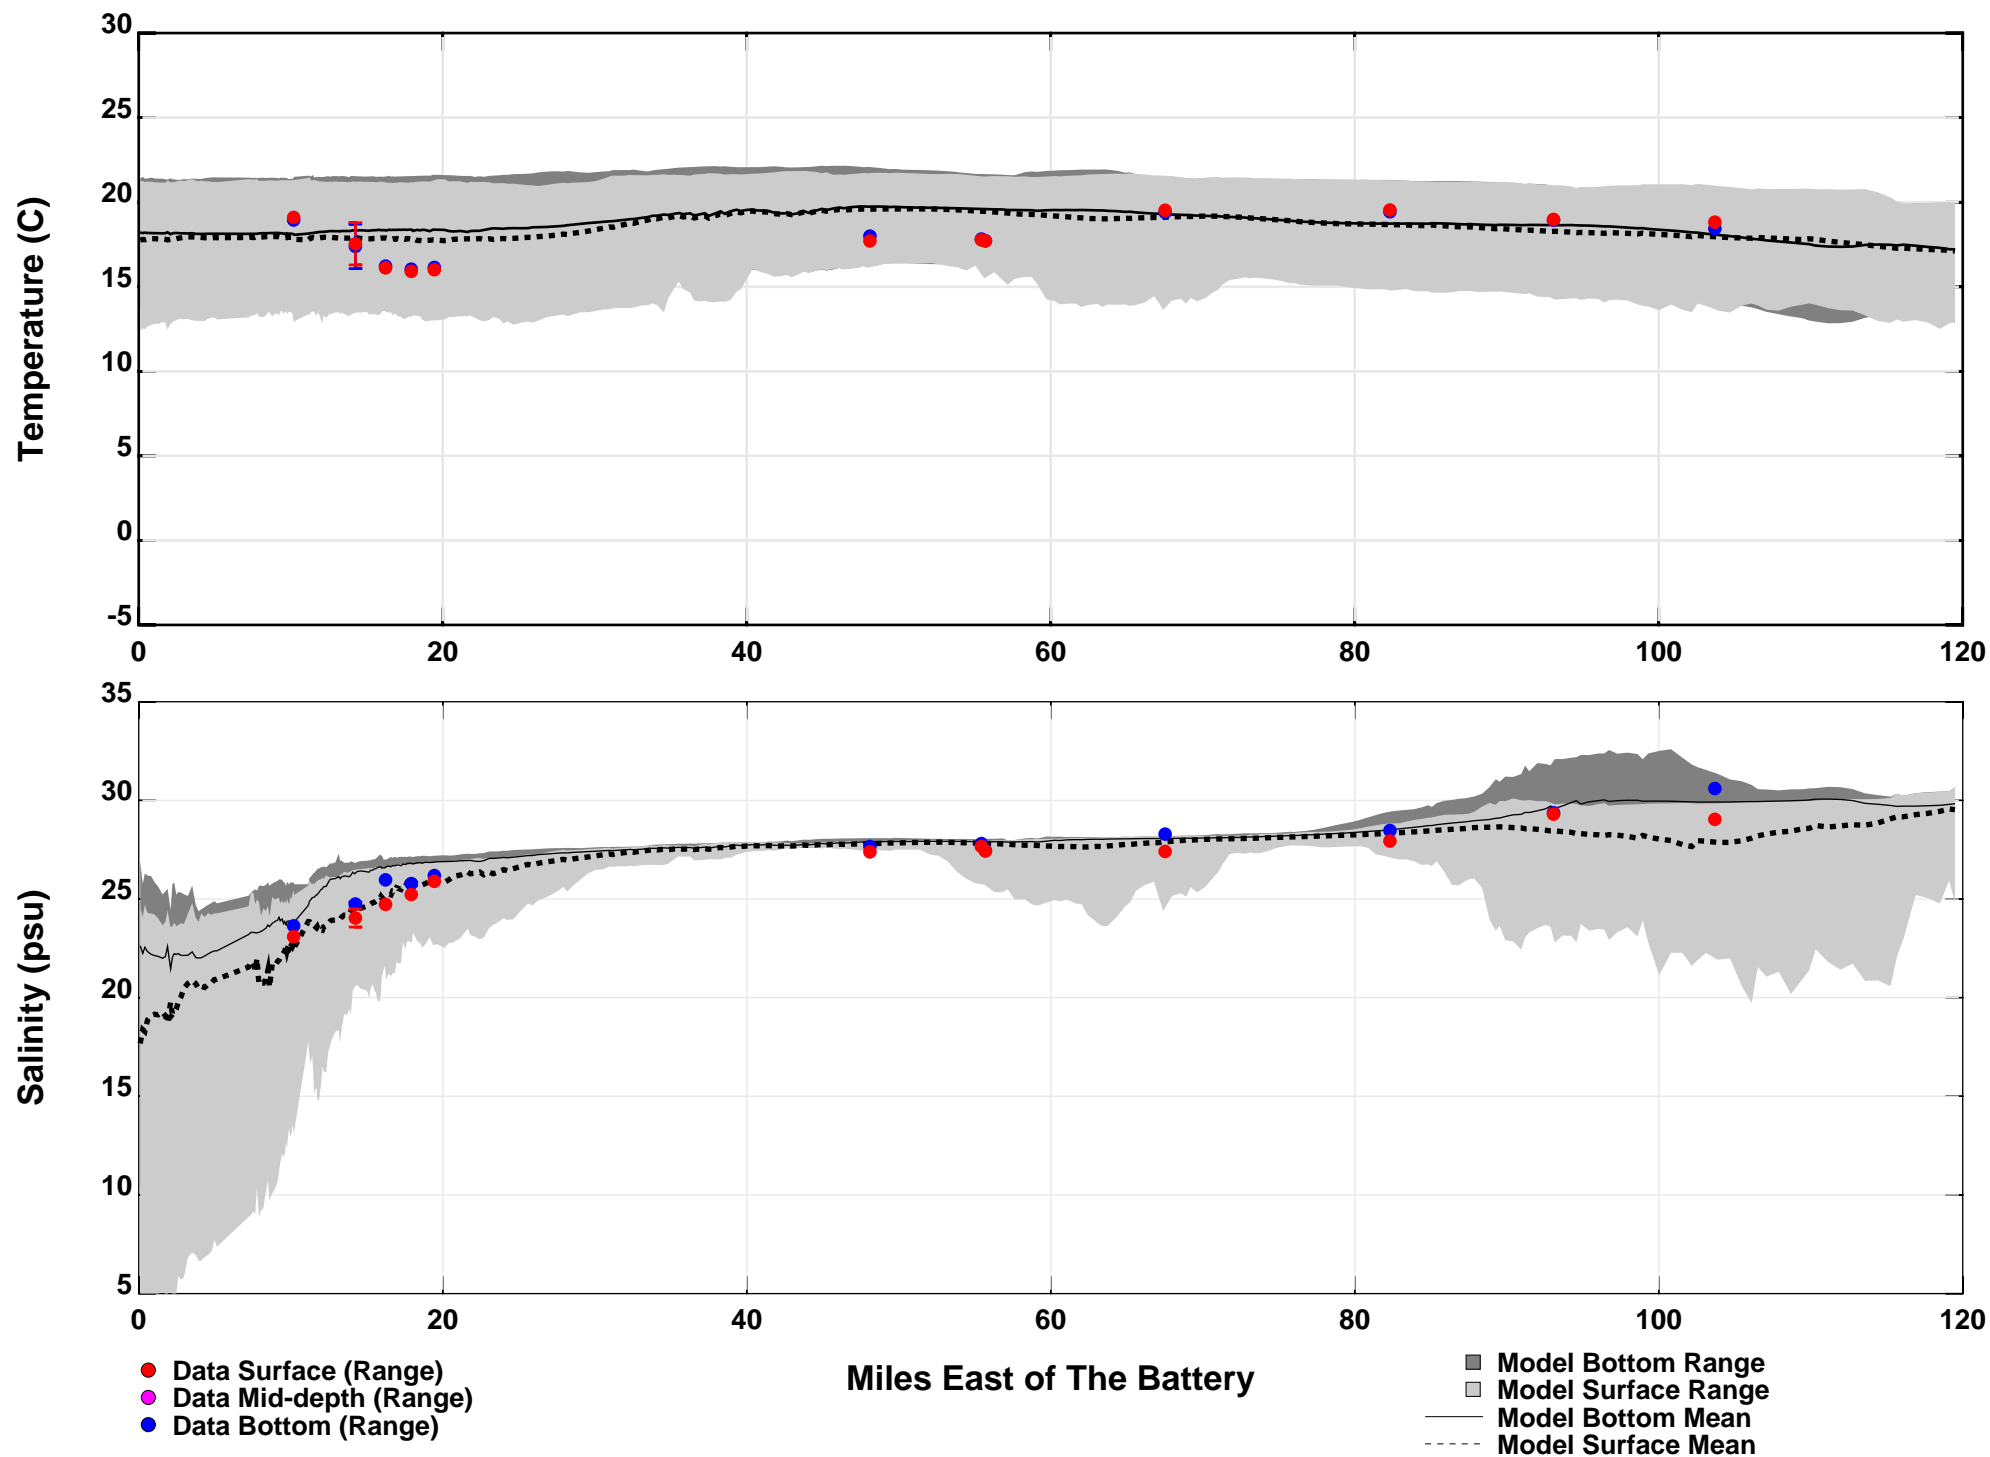 30
25
20
15
10
5
0
-5
Temperature (C)
0 20 40 60 80 100 120
35
30
25
20
15
10
5
Salinity (psu)
0 20 40 60 80 100 120
Miles East of The Battery
Data Surface (Range)
Data Mid-depth (Range)
Data Bottom (Range)
Model Bottom Range
Model Surface Range
Model Bottom Mean
Model Surface Mean